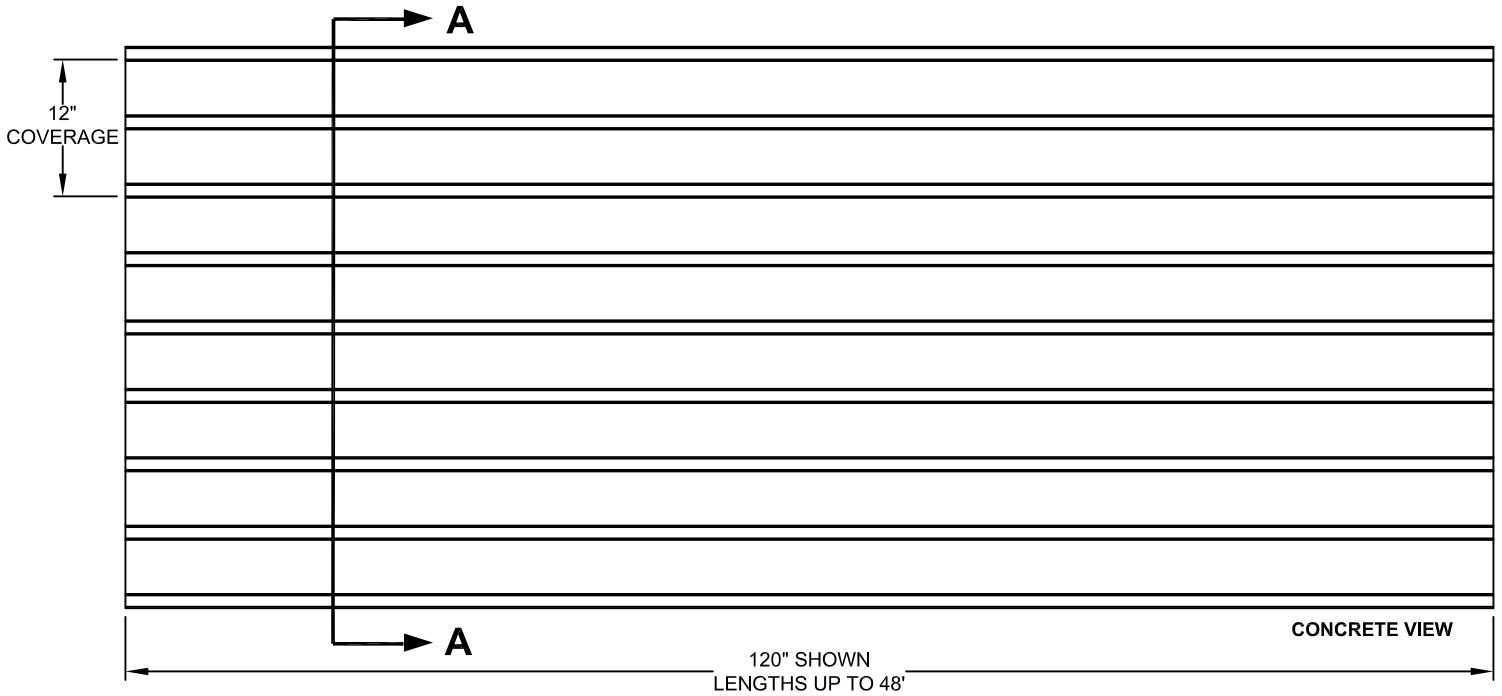 A
12"
COVERAGE
A
CONCRETE VIEW
120" SHOWN
LENGTHS UP TO 48'